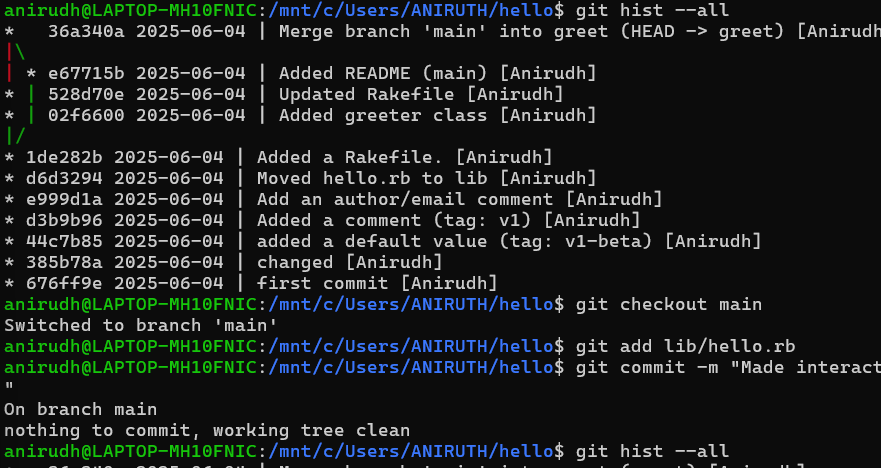 anirudh@LAPTOP-MH10FNIC:/mnt/c/Users/ANIRUTH/hello$ git hist --all
*   36a340a 2025-06-04 | Merge branch 'main' into greet (HEAD -> greet) [Anirudh
|\
| * e67715b 2025-06-04 | Added README (main) [Anirudh]
* | 528d70e 2025-06-04 | Updated Rakefile [Anirudh]
* | 02f6600 2025-06-04 | Added greeter class [Anirudh]
|/
* 1de282b 2025-06-04 | Added a Rakefile. [Anirudh]
* d6d3294 2025-06-04 | Moved hello.rb to lib [Anirudh]
* e999d1a 2025-06-04 | Add an author/email comment [Anirudh]
* d3b9b96 2025-06-04 | Added a comment (tag: v1) [Anirudh]
* 44c7b85 2025-06-04 | added a default value (tag: v1-beta) [Anirudh]
* 385b78a 2025-06-04 | changed [Anirudh]
* 676ff9e 2025-06-04 | first commit [Anirudh]
anirudh@LAPTOP-MH10FNIC:/mnt/c/Users/ANIRUTH/hello$ git checkout main
Switched to branch 'main'
anirudh@LAPTOP-MH10FNIC:/mnt/c/Users/ANIRUTH/hello$ git add lib/hello.rb
anirudh@LAPTOP-MH10FNIC:/mnt/c/Users/ANIRUTH/hello$ git commit -m "Made interact
"
On branch main
nothing to commit, working tree clean
anirudh@LAPTOP-MH10FNIC:/mnt/c/Users/ANIRUTH/hello$ git hist --all